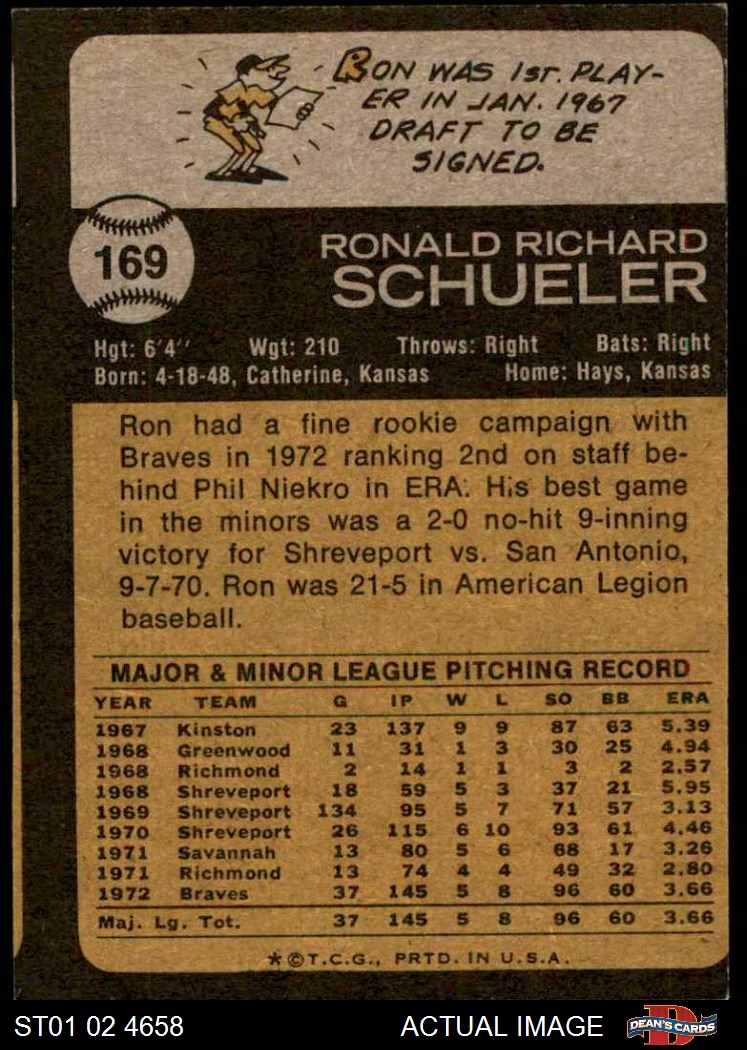 RON WAS 1ST. PLAY-
ER IN JAN. 1967
DRAFT TO BE
SIGNED.
169
RONALD RICHARD
SCHUELER
Hgt: 6'4'' Wgt: 210 Throws: Right Bats: Right
Born: 4-18-48, Catherine, Kansas Home: Hays, Kansas
Ron had a fine rookie campaign with
Braves in 1972 ranking 2nd on staff be-
hind Phil Niekro in ERA. His best game
in the minors was a 2-0 no-hit 9-inning
victory for Shreveport vs. San Antonio,
9-7-70. Ron was 21-5 in American Legion
baseball.
MAJOR & MINOR LEAGUE PITCHING RECORD
YEAR TEAM G IP W L SO BB ERA
1967 Kinston 23 137 9 9 87 63 5.39
1968 Greenwood 11 31 1 3 30 25 4.94
1968 Richmond 2 14 1 1 3 2 2.57
1968 Shreveport 18 59 5 3 37 21 5.95
1969 Shreveport 134 95 5 7 71 57 3.13
1970 Shreveport 26 115 6 10 93 61 4.46
1971 Savannah 13 80 5 6 68 17 3.26
1971 Richmond 13 74 4 4 49 32 2.80
1972 Braves 37 145 5 8 96 60 3.66
Maj. Lg. Tot. 37 145 5 8 96 60 3.66
*©T.C.G., PRTD. IN U.S.A.
ST01 02 4658 ACTUAL IMAGE D DEAN'S CARDS